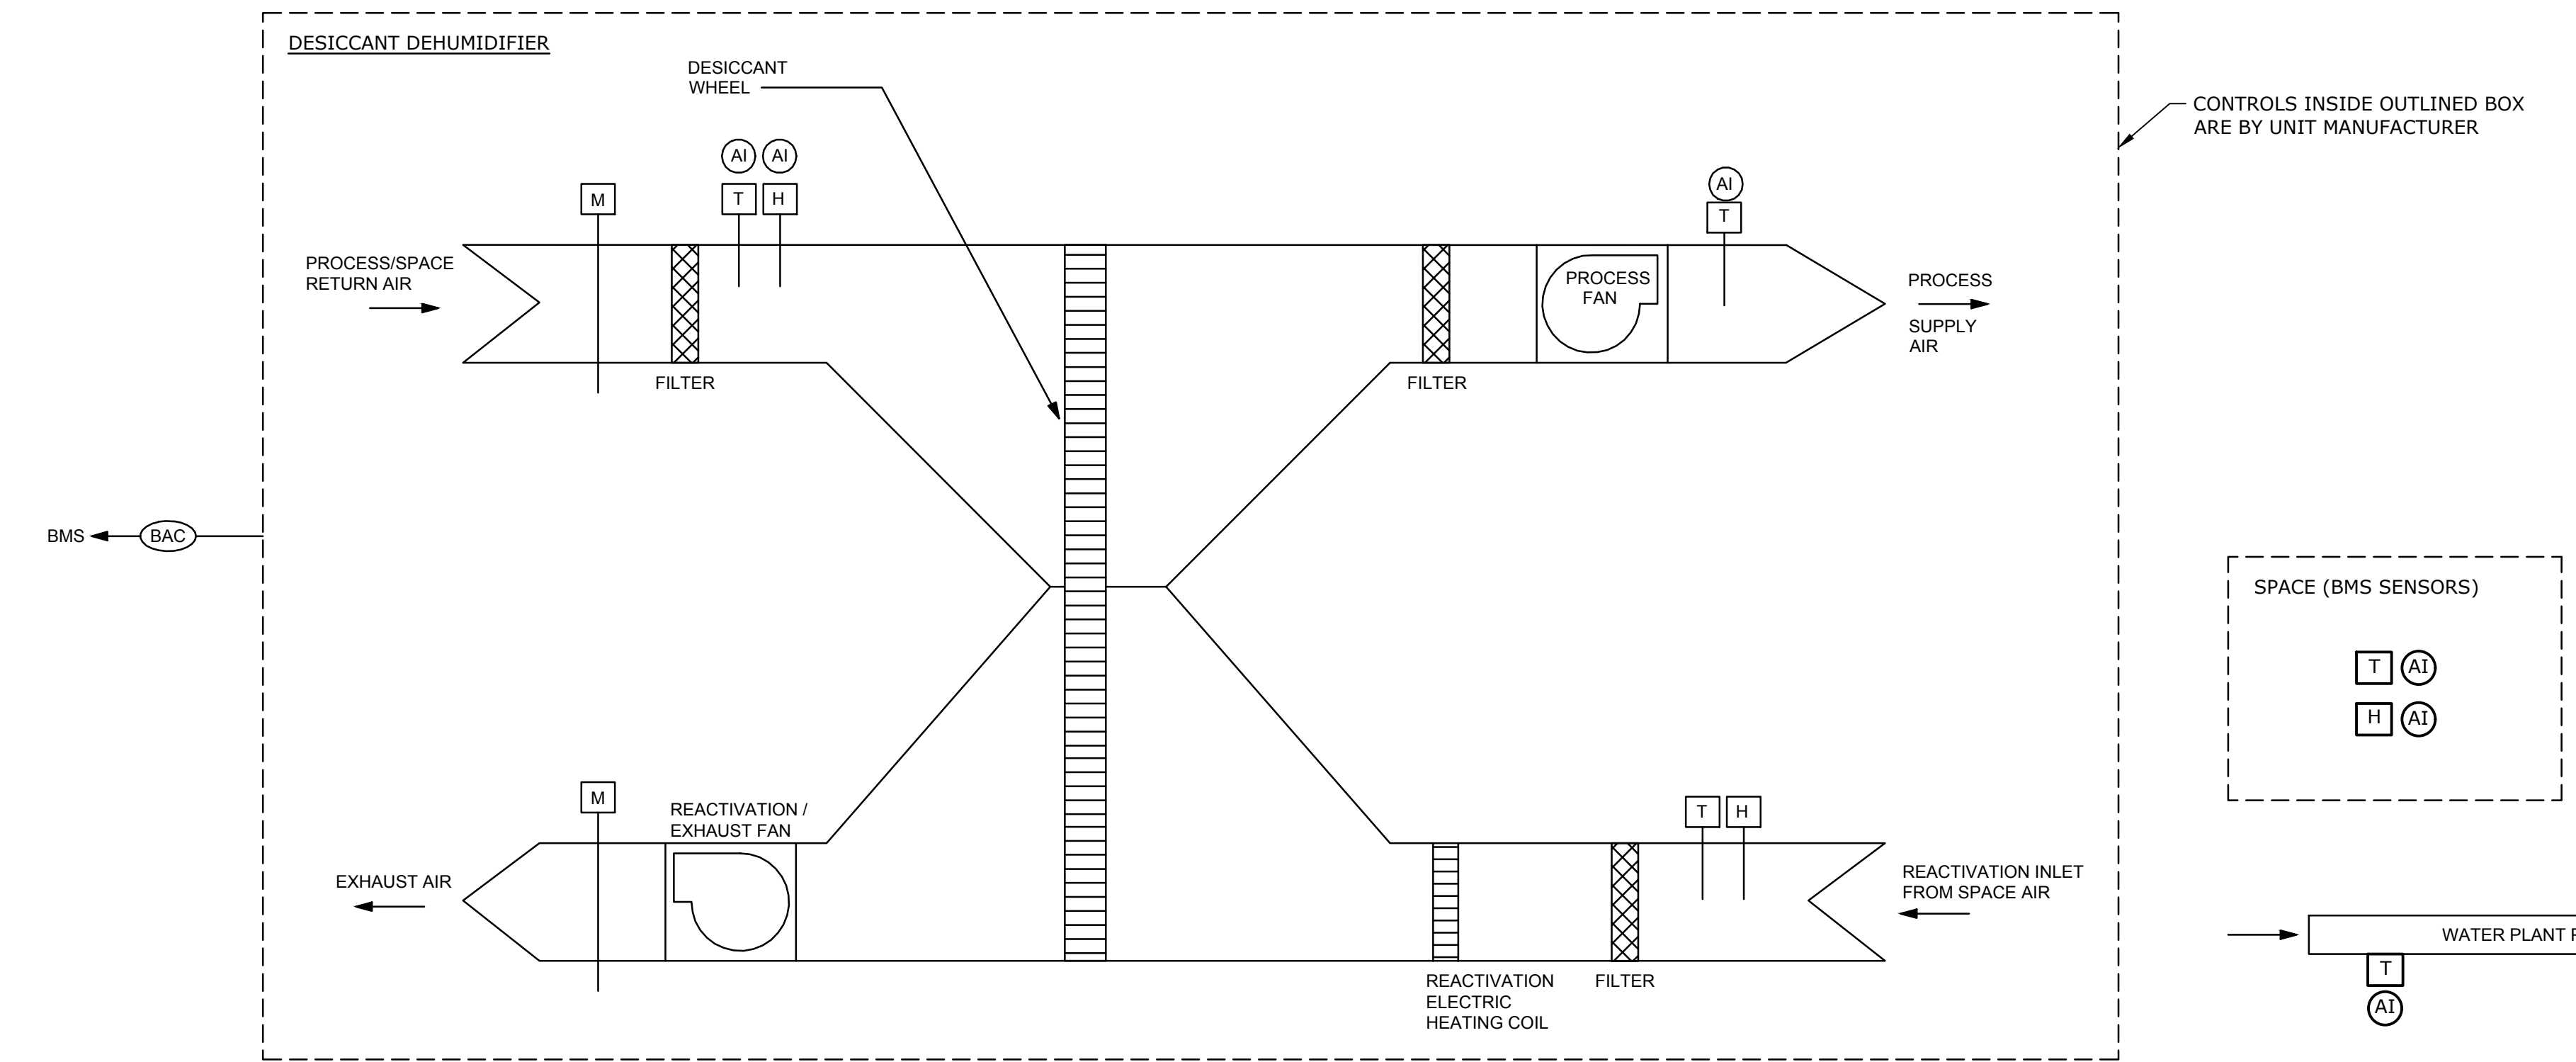 DESICCANT DEHUMIDIFIER
DESICCANT
WHEEL
CONTROLS INSIDE OUTLINED BOX
ARE BY UNIT MANUFACTURER
AI AI
M T H
AI
T
PROCESS/SPACE
RETURN AIR
PROCESS
FAN
PROCESS
SUPPLY
AIR
FILTER
FILTER
BMS BAC
SPACE (BMS SENSORS)
T AI
H AI
M
REACTIVATION /
EXHAUST FAN
T H
EXHAUST AIR
REACTIVATION INLET
FROM SPACE AIR
WATER PLANT
T
AI
REACTIVATION
ELECTRIC
HEATING COIL
FILTER